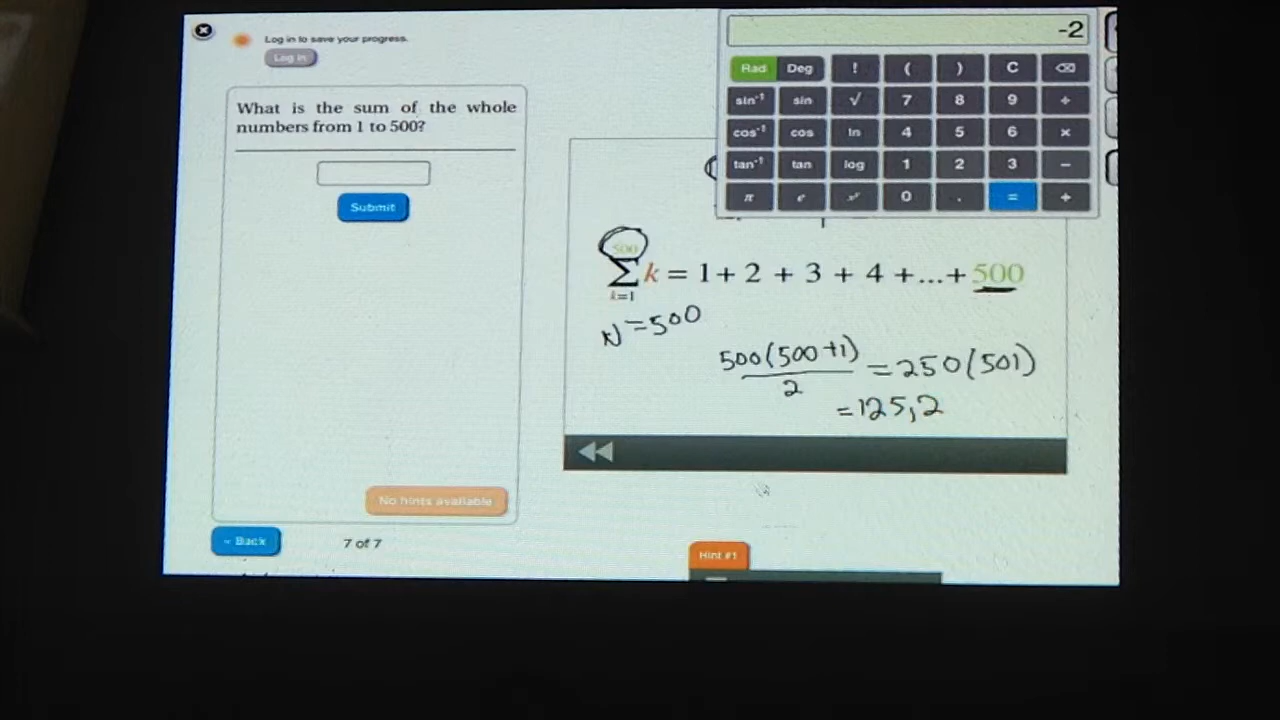 Log in to save your progress.
Log in
What is the sum of the whole
numbers from 1 to 500?
Submit
No hints available
Back
7 of 7
-2
Rad Deg ! ( ) C ⌫
sin⁻¹ sin √ 7 8 9 ÷
cos⁻¹ cos ln 4 5 6 ×
tan⁻¹ tan log 1 2 3 −
π e 0 . = +
500
∑ k = 1 + 2 + 3 + 4 + ... + 500
k=1
N=500
500(500+1)
2
=250(501)
=125,2
Hint #1